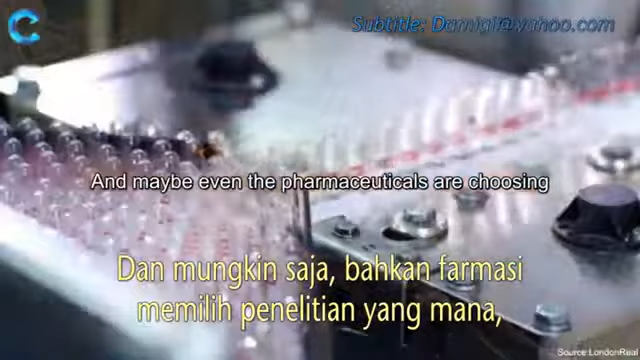 Subtitle: Damigi@yahoo.com
And maybe even the pharmaceuticals are choosing
Dan mungkin saja, bahkan farmasi
memilih penelitian yang mana,
Source:LondonReal